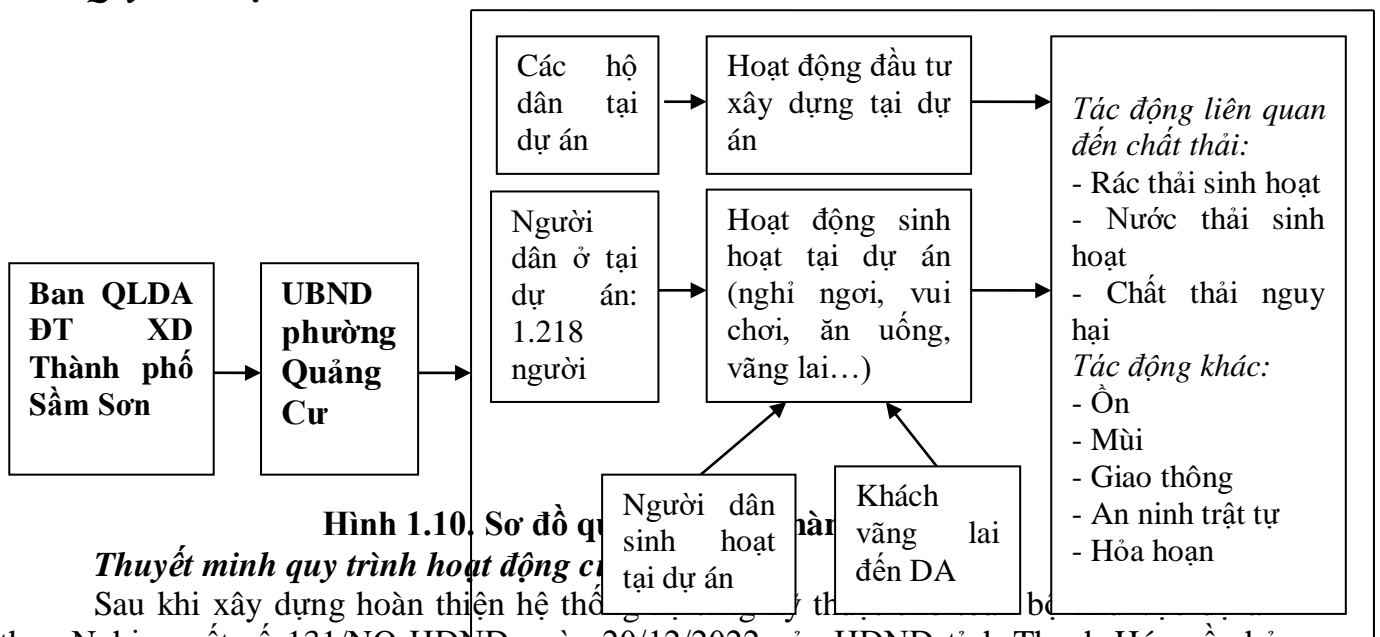 Các hộ
dân tại
dự án
Hoạt động đầu tư
xây dựng tại dự
án
Tác động liên quan
đến chất thải:
- Rác thải sinh hoạt
- Nước thải sinh
hoạt
- Chất thải nguy
hại
Tác động khác:
- Ồn
- Mùi
- Giao thông
- An ninh trật tự
- Hỏa hoạn
Người
dân ở tại
dự án:
1.218
người
Hoạt động sinh
hoạt tại dự án
(nghỉ ngơi, vui
chơi, ăn uống,
vãng lai…)
Ban QLDA
ĐT XD
Thành phố
Sầm Sơn
UBND
phường
Quảng
Cư
Người dân
sinh hoạt
tại dự án
Khách
vãng lai
đến DA
Hình 1.10. Sơ đồ
Thuyết minh quy trình hoạt động
Sau khi xây dựng hoàn thiện hệ